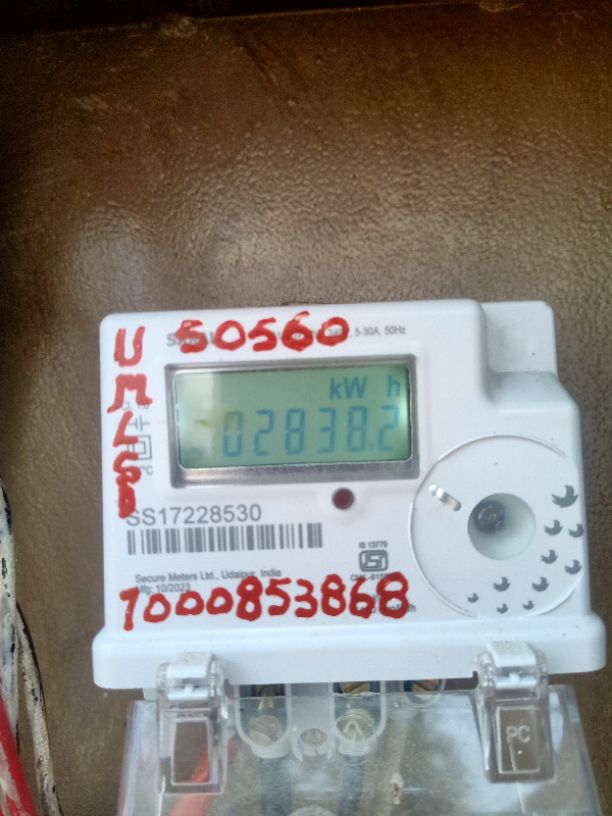 50560
5-30A, 50Hz
kW h
02838.2
SS17228530
IS 13779
Secure Meters Ltd., Udaipur, India
Mfg: 10/2023
7000853868
PC